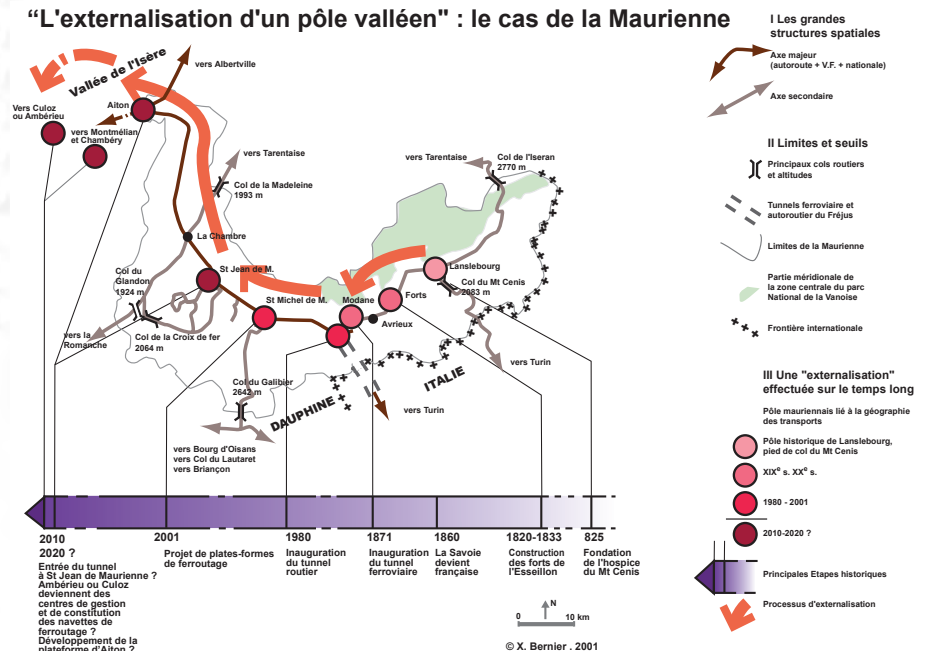 “L'externalisation d'un pôle valléen" : le cas de la Maurienne
Vallée de l'Isère
vers Albertville
Vers Culoz
ou Ambérieu
Aiton
vers Montmélian
et Chambéry
vers Tarentaise
Col de la Madeleine
1993 m
La Chambre
vers Tarentaise
Col de l'Iseran
2770 m
Col du
Glandon
1924 m
St Jean de M.
St Michel de M.
Modane
Forts
Lanslebourg
Col du Mt Cenis
2083 m
Avrieux
vers la
Romanche
Col de la Croix de fer
2064 m
Col du Galibier
2642 m
DAUPHINE
ITALIE
vers Turin
vers Turin
vers Bourg d'Oisans
vers Col du Lautaret
vers Briançon
2010
2020 ?
Entrée du tunnel
à St Jean de Maurienne ?
Ambérieu ou Culoz
deviennent des
centres de gestion
et de constitution
des navettes de
ferroutage ?
Développement de la
plateforme d'Aiton ?
2001
Projet de plates-formes
de ferroutage
1980
Inauguration
du tunnel
routier
1871
Inauguration
du tunnel
ferroviaire
1860
La Savoie
devient
française
1820-1833
Construction
des forts de
l'Esseillon
825
Fondation
de l'hospice
du Mt Cenis
N
0 10 km
© X. Bernier . 2001
I Les grandes
structures spatiales
Axe majeur
(autoroute + V.F. + nationale)
Axe secondaire
II Limites et seuils
Principaux cols routiers
et altitudes
Tunnels ferroviaire et
autoroutier du Fréjus
Limites de la Maurienne
Partie méridionale de
la zone centrale du parc
National de la Vanoise
Frontière internationale
III Une "externalisation"
effectuée sur le temps long
Pôle mauriennais lié à la géographie
des transports
Pôle historique de Lanslebourg,
pied de col du Mt Cenis
XIXe s. XXe s.
1980 - 2001
2010-2020 ?
Principales Etapes historiques
Processus d'externalisation